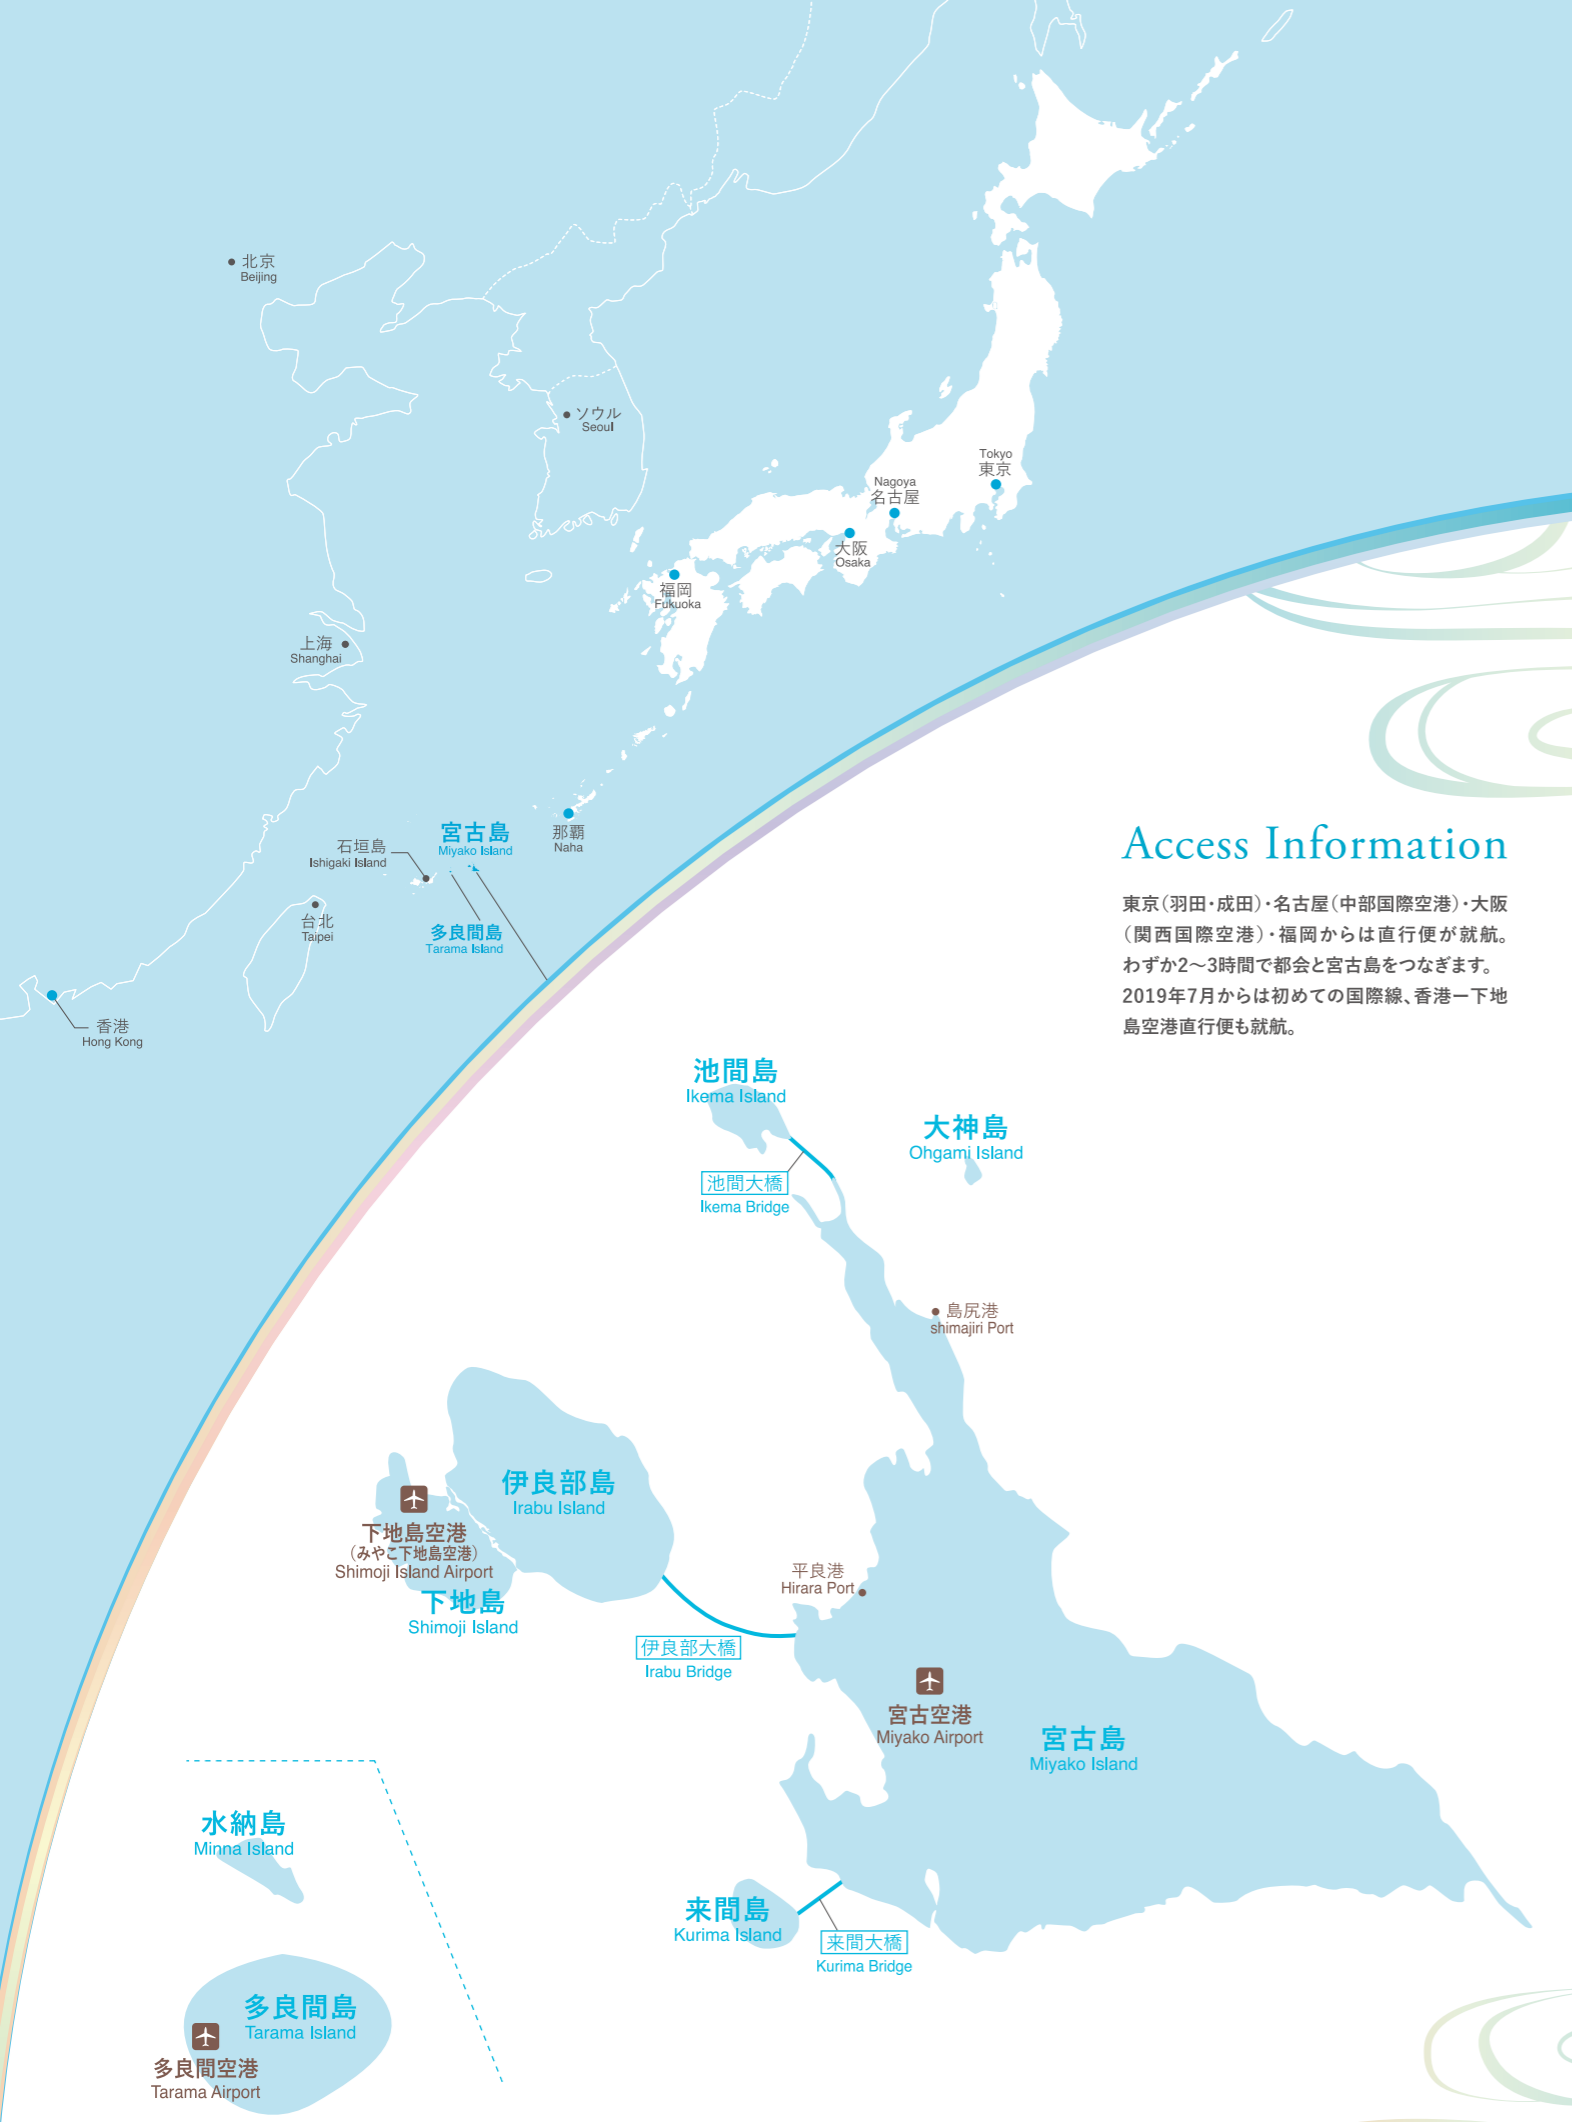 北京
Beijing
ソウル
Seoul
Tokyo
東京
Nagoya
名古屋
大阪
Osaka
福岡
Fukuoka
上海
Shanghai
宮古島
Miyako Island
那覇
Naha
石垣島
Ishigaki Island
台北
Taipei
多良間島
Tarama Island
香港
Hong Kong
Access Information
東京（羽田・成田）・名古屋（中部国際空港）・大阪
（関西国際空港）・福岡からは直行便が就航。
わずか2〜3時間で都会と宮古島をつなぎます。
2019年7月からは初めての国際線、香港ー下地
島空港直行便も就航。
池間島
Ikema Island
大神島
Ohgami Island
池間大橋
Ikema Bridge
島尻港
shimajiri Port
伊良部島
Irabu Island
下地島空港
（みやこ下地島空港）
Shimoji Island Airport
下地島
Shimoji Island
平良港
Hirara Port
伊良部大橋
Irabu Bridge
宮古空港
Miyako Airport
宮古島
Miyako Island
水納島
Minna Island
来間島
Kurima Island
来間大橋
Kurima Bridge
多良間島
Tarama Island
多良間空港
Tarama Airport